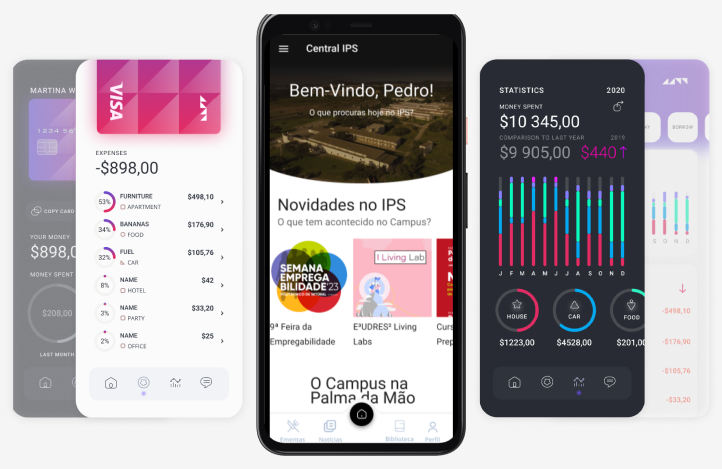 MARTINA W
1234 56
COPY CARD
YOUR MONEY
$898,0
MONEY SPENT
$208,00
LAST MONTH
VISA
EXPENSES
-$898,00
53%
FURNITURE
$498,10
APARTMENT
34%
BANANAS
$176,90
FOOD
32%
FUEL
$105,76
CAR
8%
NAME
$42
HOTEL
3%
NAME
$33,20
PARTY
2%
NAME
$25
OFFICE
Central IPS
Bem-Vindo, Pedro!
O que procuras hoje no IPS?
Novidades no IPS
O que tem acontecido no Campus?
SEMANA
EMPREGA
BILIDADE'23
I Living Lab
9ª Feira da
Empregabilidade
E³UDRES² Living
Labs
Curs
Prep
O Campus na
Palma da Mão
Ementas
Notícias
Biblioteca
Perfil
STATISTICS
2020
MONEY SPENT
$10 345,00
COMPARISON TO LAST YEAR
2019
$9 905,00
$440↑
J F M A M J J A S O N D
HOUSE
CAR
FOOD
$1223,00
$4528,00
$201,0
BORROW
S O N D
-$498,10
-$176,90
-$105,76
-$33,20